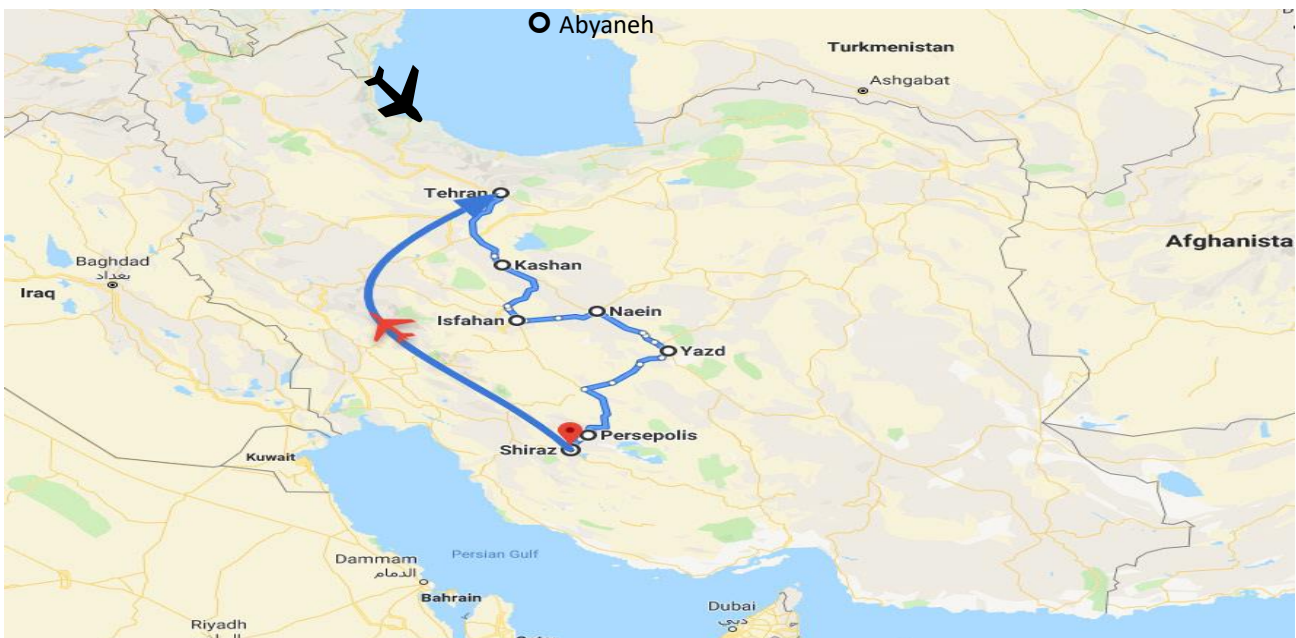 Abyaneh
Turkmenistan
Ashgabat
Tehran
Afghanista
Baghdad
بغداد
Kashan
Iraq
Naein
Isfahan
Yazd
Persepolis
Shiraz
Kuwait
Persian Gulf
Dammam
الدمام
Bahrain
Dubai
دبي
Riyadh